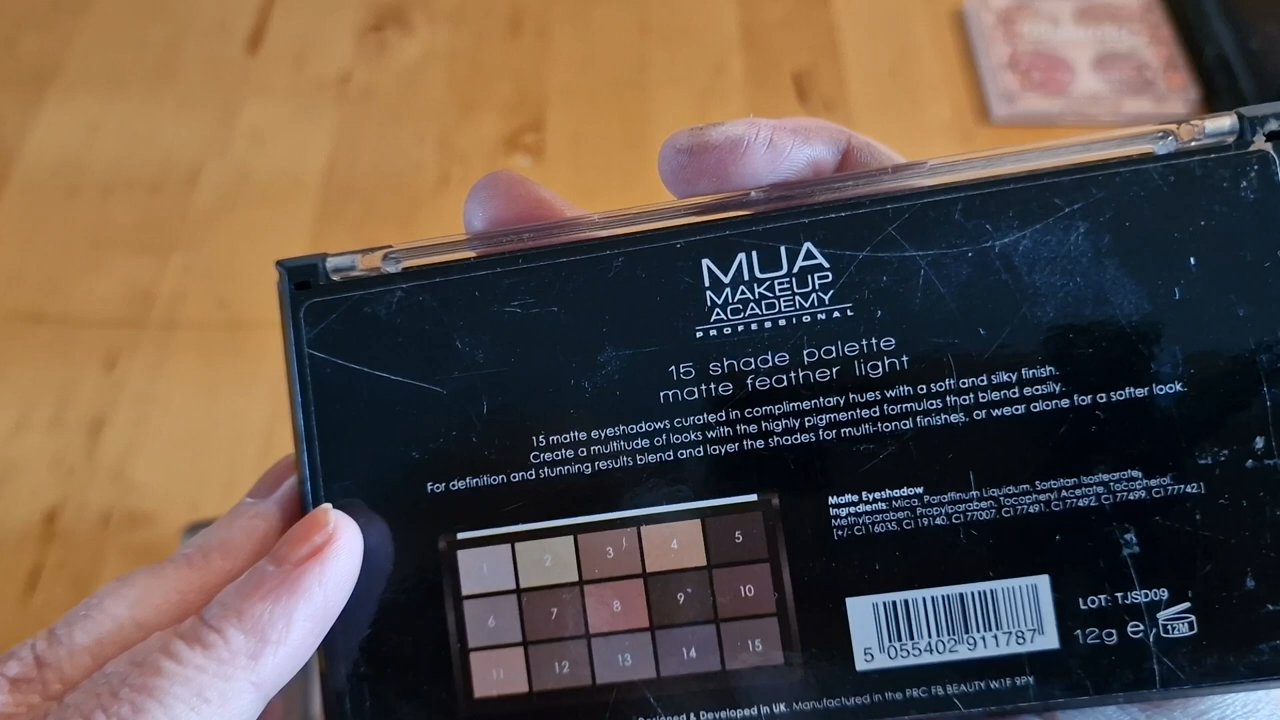 MUA
MAKEUP
ACADEMY
PROFESSIONAL
15 shade palette
matte feather light
15 matte eyeshadows curated in complimentary hues with a soft and silky finish.
Create a multitude of looks with the highly pigmented formulas that blend easily.
For definition and stunning results blend and layer the shades for multi-tonal finishes, or wear alone for a softer look.
Matte Eyeshadow
Ingredients: Mica, Paraffinum Liquidum, Sorbitan Isostearate,
Methylparaben, Propylparaben, Tocopheryl Acetate, Tocopherol.
[+/- CI 16035, CI 19140, CI 77007, CI 77491, CI 77492, CI 77499, CI 77742.]
1 2 3 4 5
6 7 8 9 10
11 12 13 14 15
5 055402 911787
LOT: TJSD09
12g e 12M
Designed & Developed in UK. Manufactured in the PRC FB BEAUTY W1F 9PY